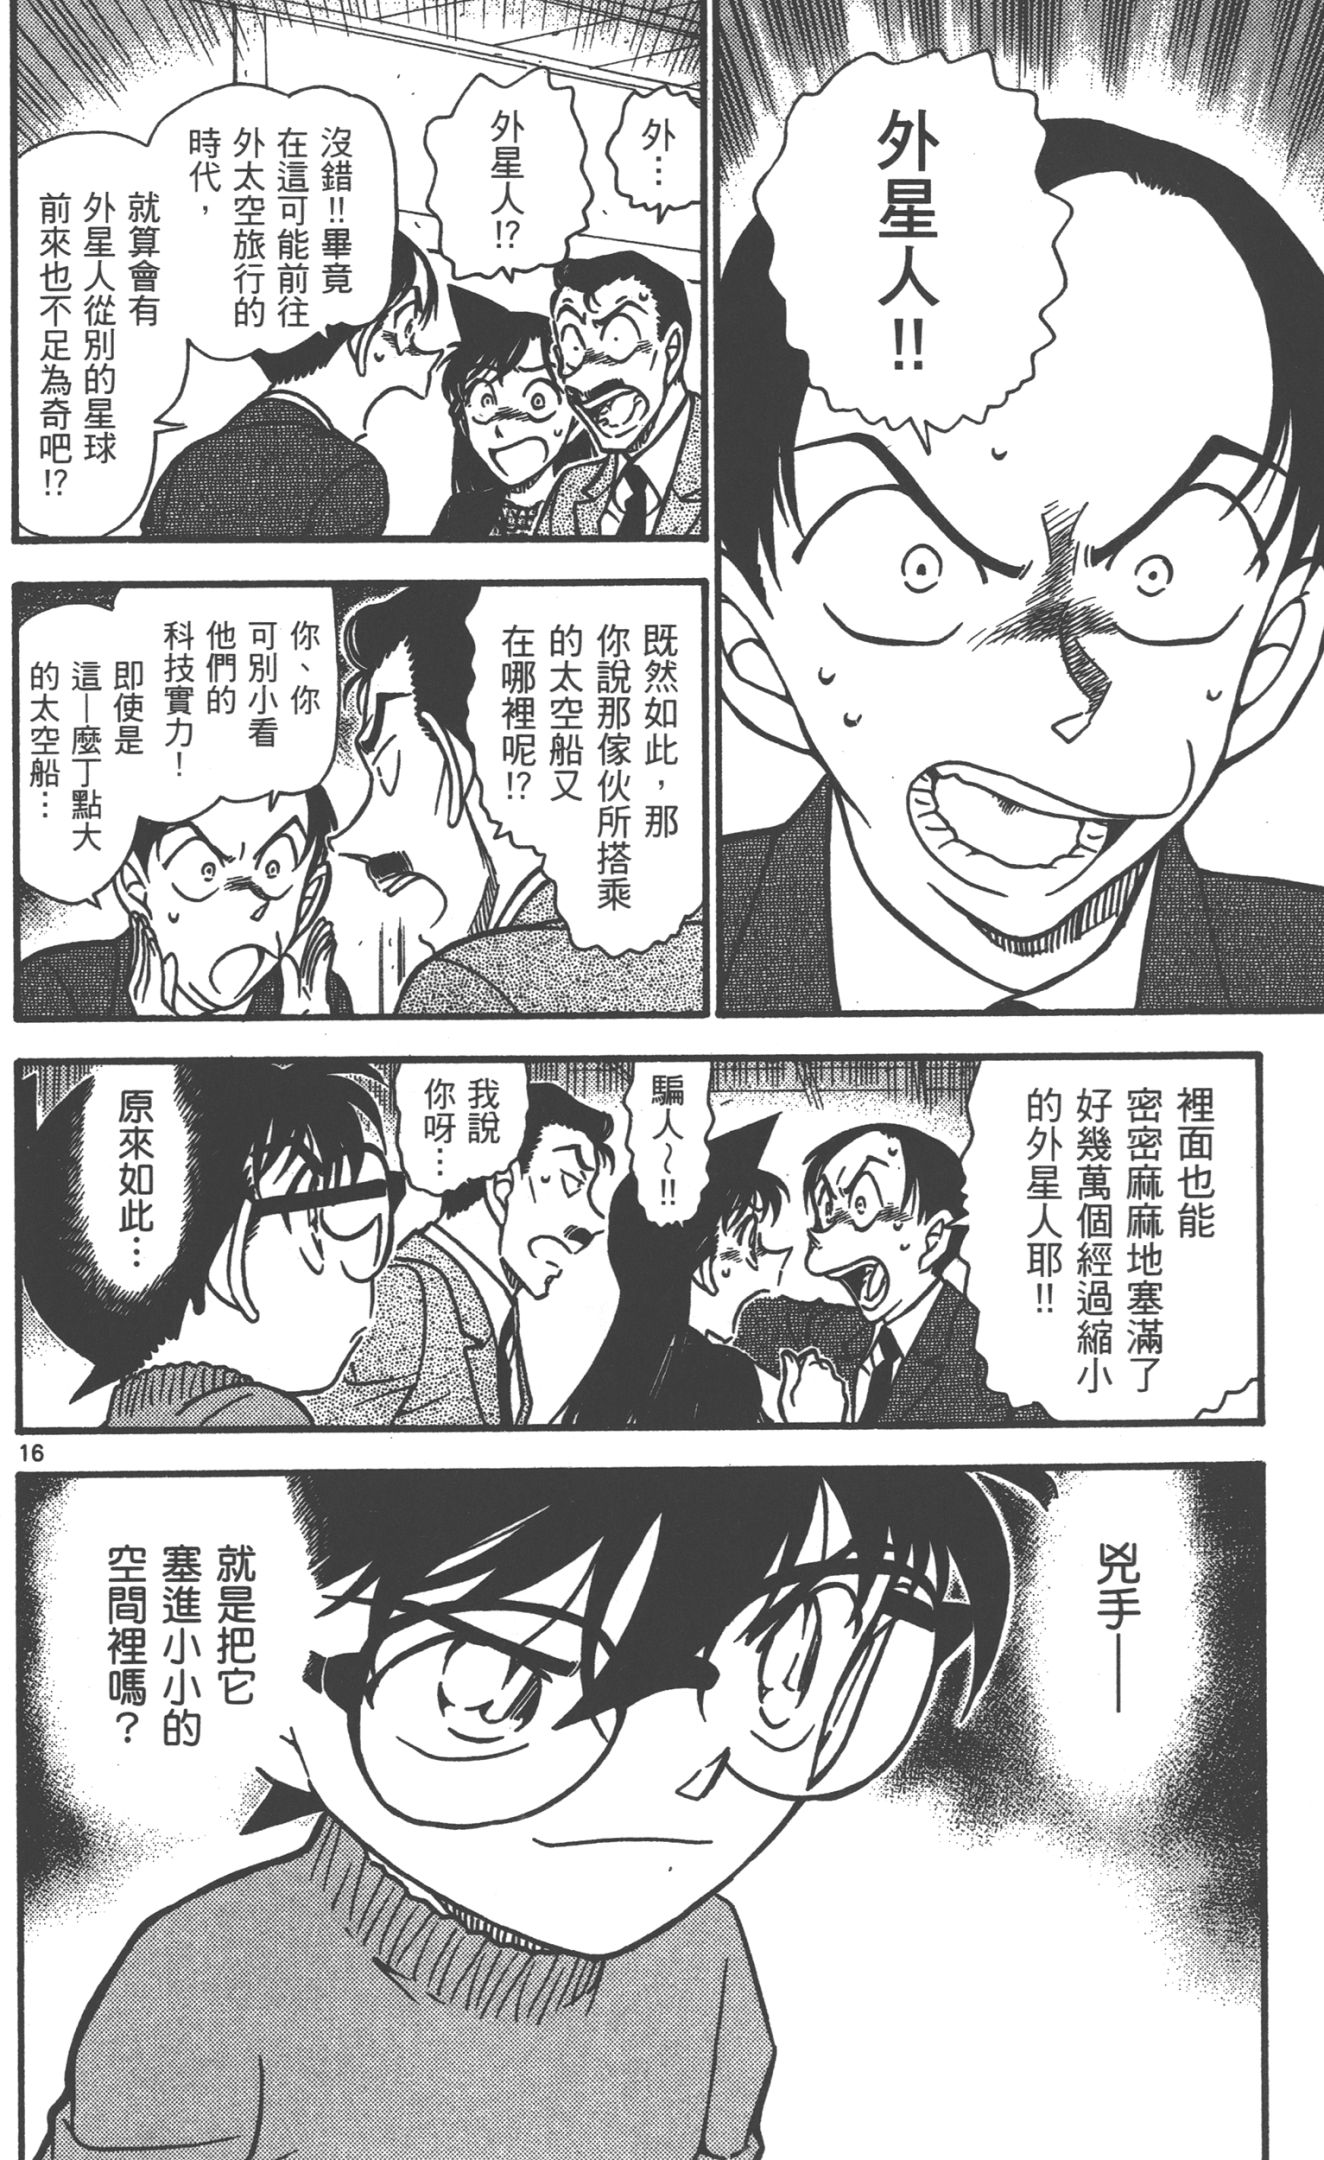 外星人!!
外…
外星人!?
沒錯!!畢竟
在這可能前往
外太空旅行的
時代，
就算會有
外星人從別的星球
前來也不足為奇吧!?
既然如此，那
你說那傢伙所搭乘
的太空船又
在哪裡呢!?
你、你
可別小看
他們的
科技實力！
即使是
這—麼丁點大
的太空船…
裡面也能
密密麻麻地塞滿了
好幾萬個經過縮小
的外星人耶!!
騙人～!!
我說
你呀…
原來如此…
16
兇手——
就是把它
塞進小小的
空間裡嗎？